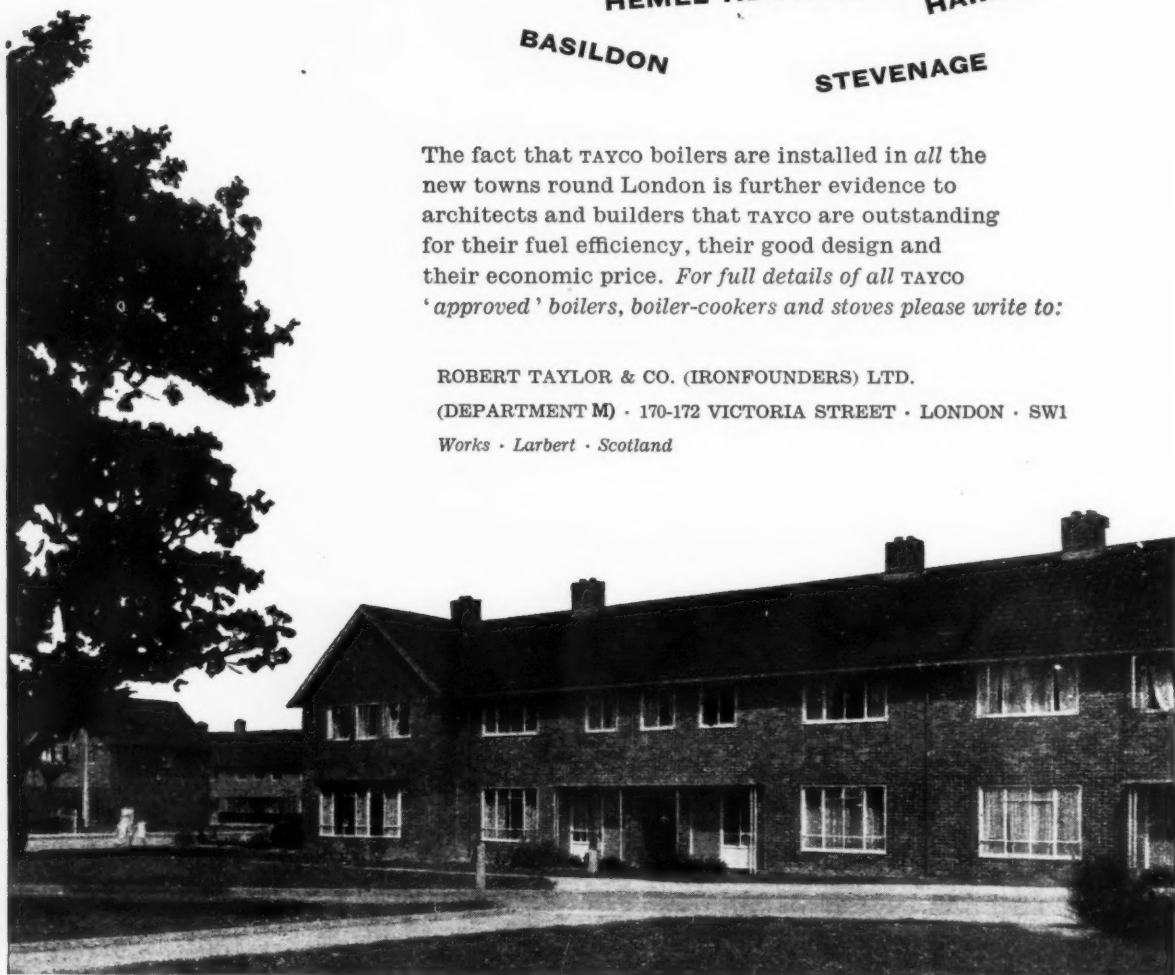 HEMEL
BASILDON
STEVENAGE
The fact that TAYCO boilers are installed in all the
new towns round London is further evidence to
architects and builders that TAYCO are outstanding
for their fuel efficiency, their good design and
their economic price. For full details of all TAYCO
‘approved’ boilers, boiler-cookers and stoves please write to:
ROBERT TAYLOR & CO. (IRONFOUNDERS) LTD.
(DEPARTMENT M) · 170-172 VICTORIA STREET · LONDON · SW1
Works · Larbert · Scotland